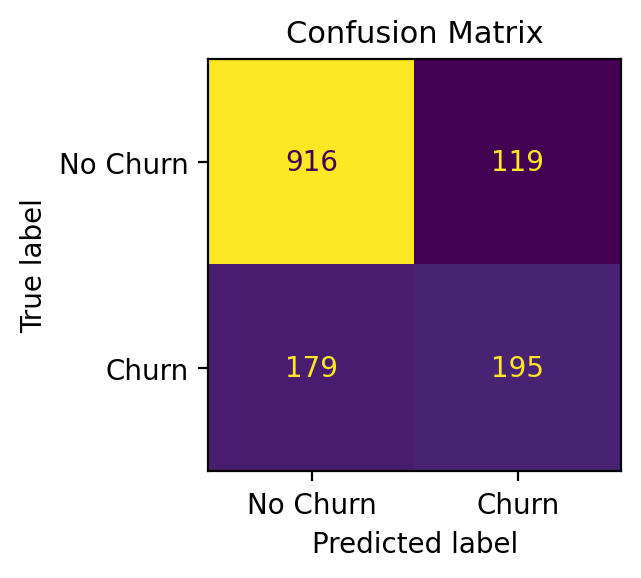 Confusion Matrix
True label
No Churn
916 119
Churn
179 195
No Churn Churn
Predicted label